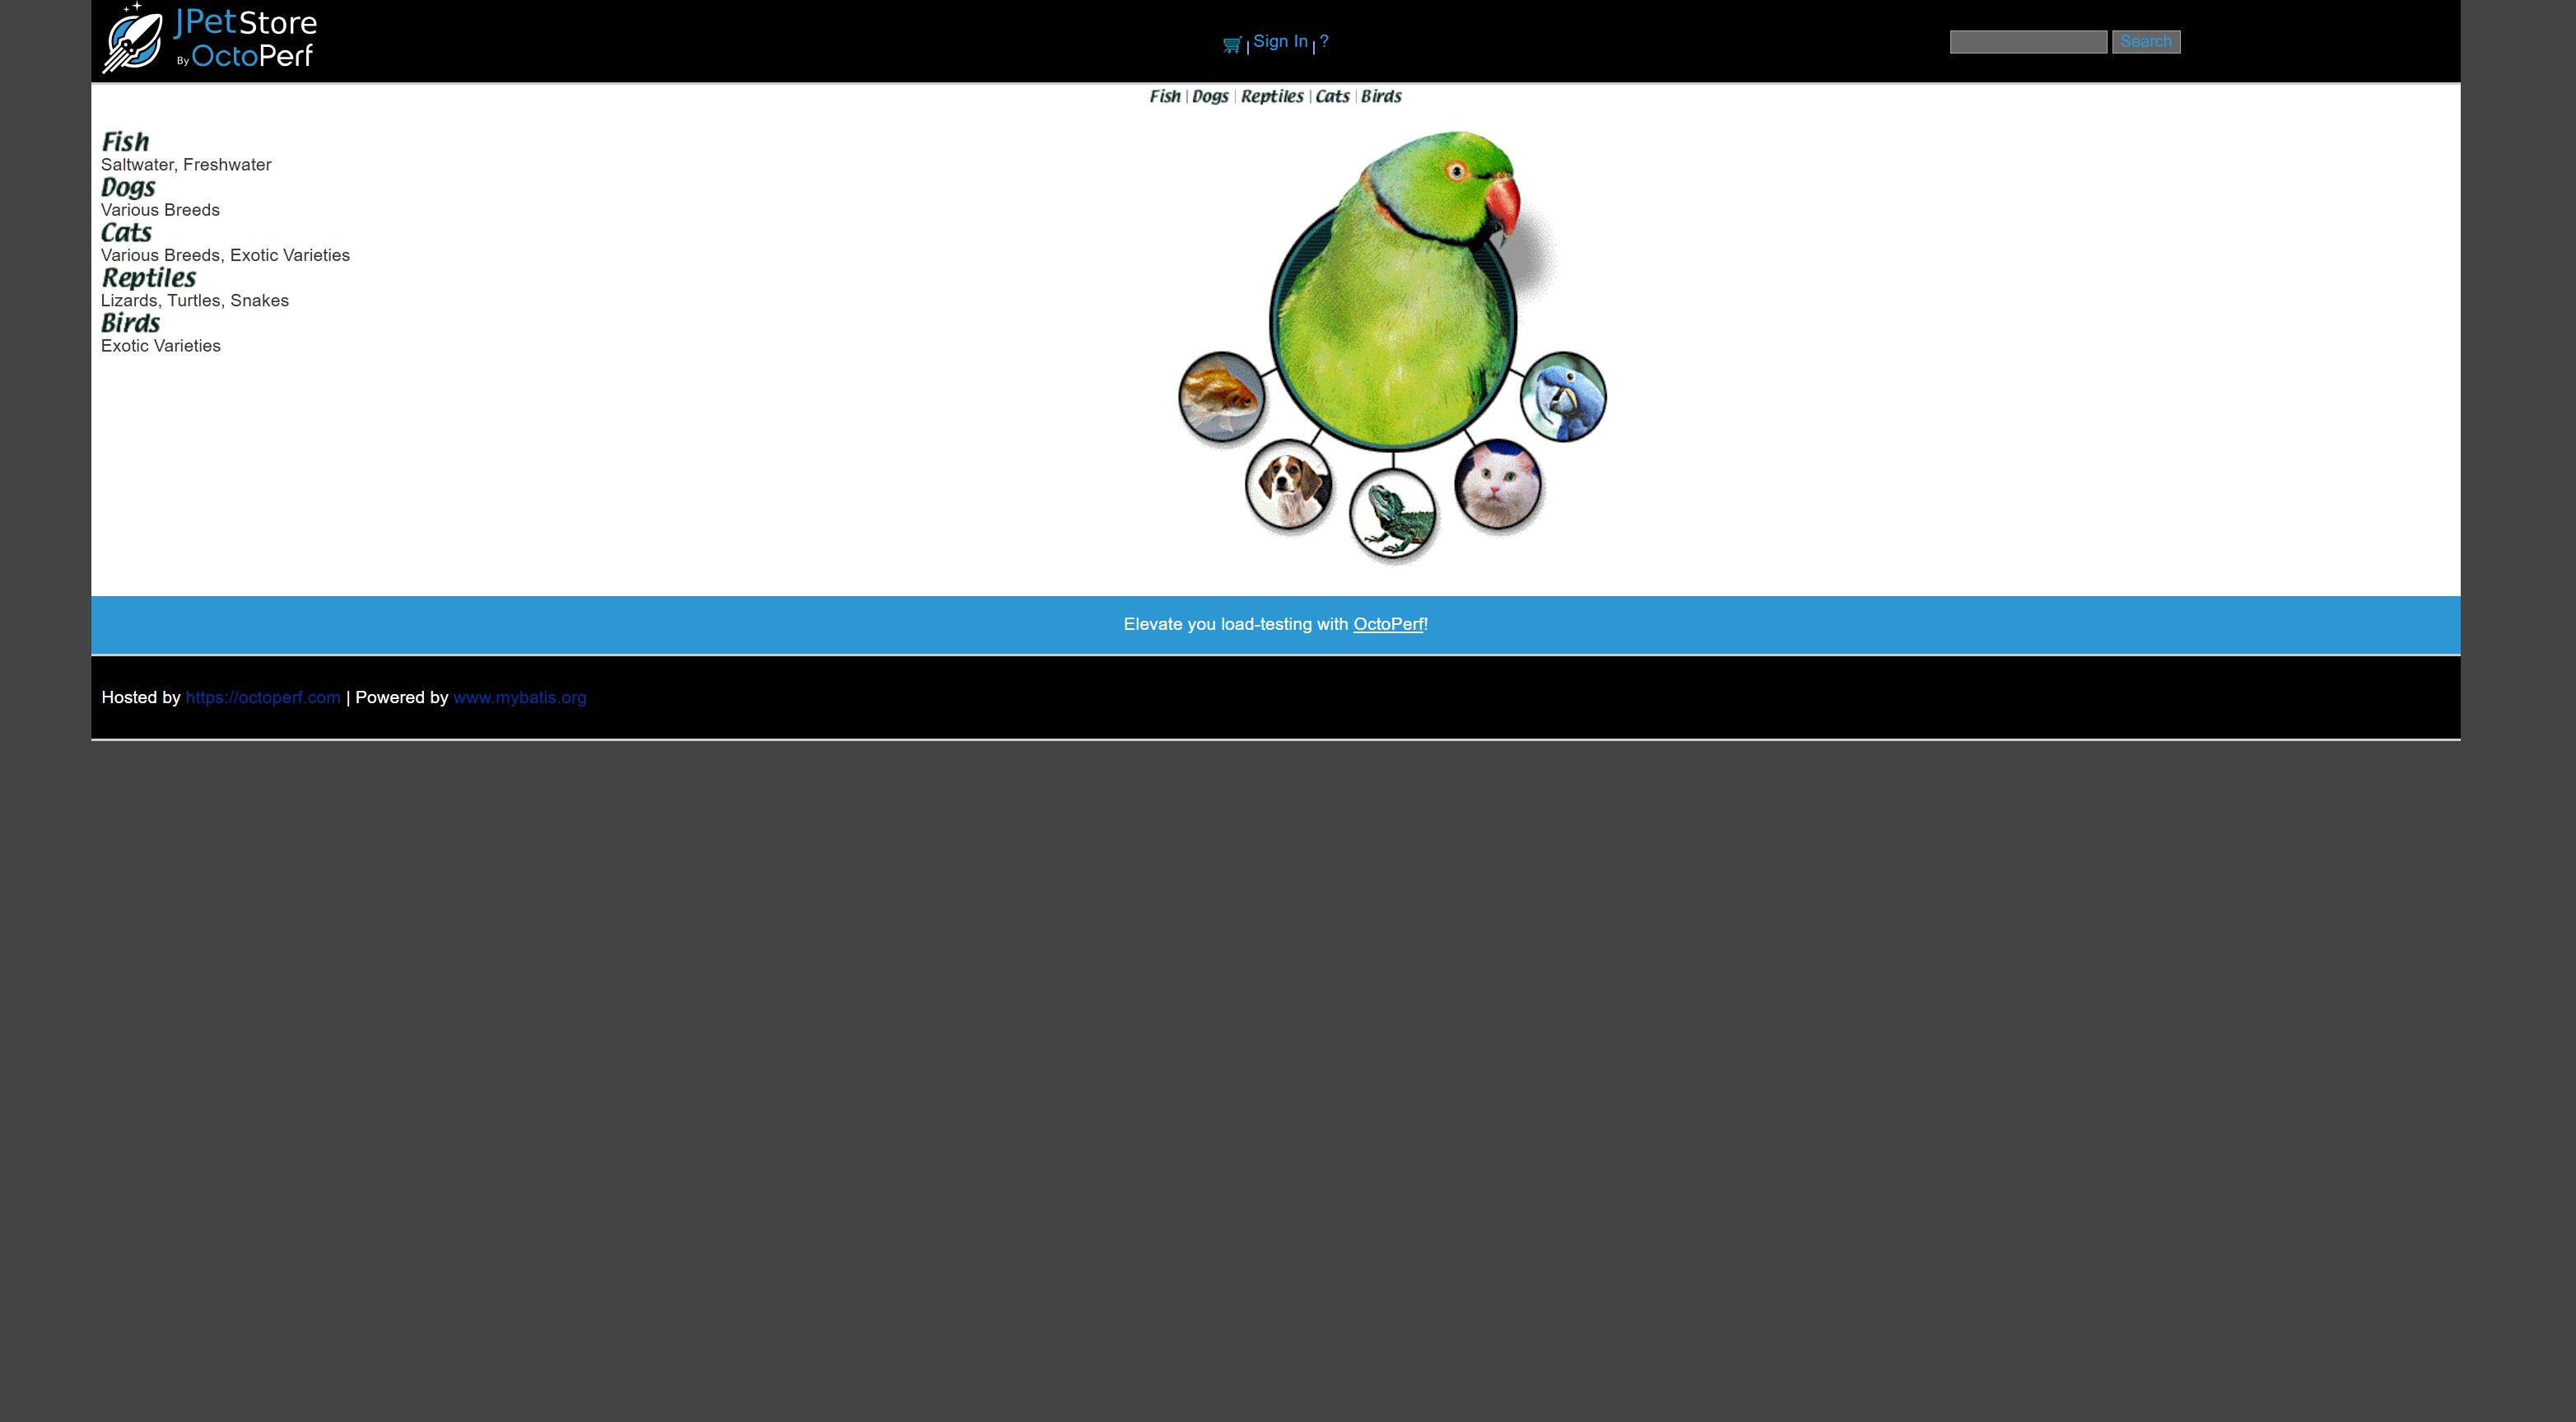 JPetStore
By OctoPerf
| Sign In | ?
Search
Fish | Dogs | Reptiles | Cats | Birds
Fish
Saltwater, Freshwater
Dogs
Various Breeds
Cats
Various Breeds, Exotic Varieties
Reptiles
Lizards, Turtles, Snakes
Birds
Exotic Varieties
Elevate you load-testing with OctoPerf!
Hosted by https://octoperf.com | Powered by www.mybatis.org